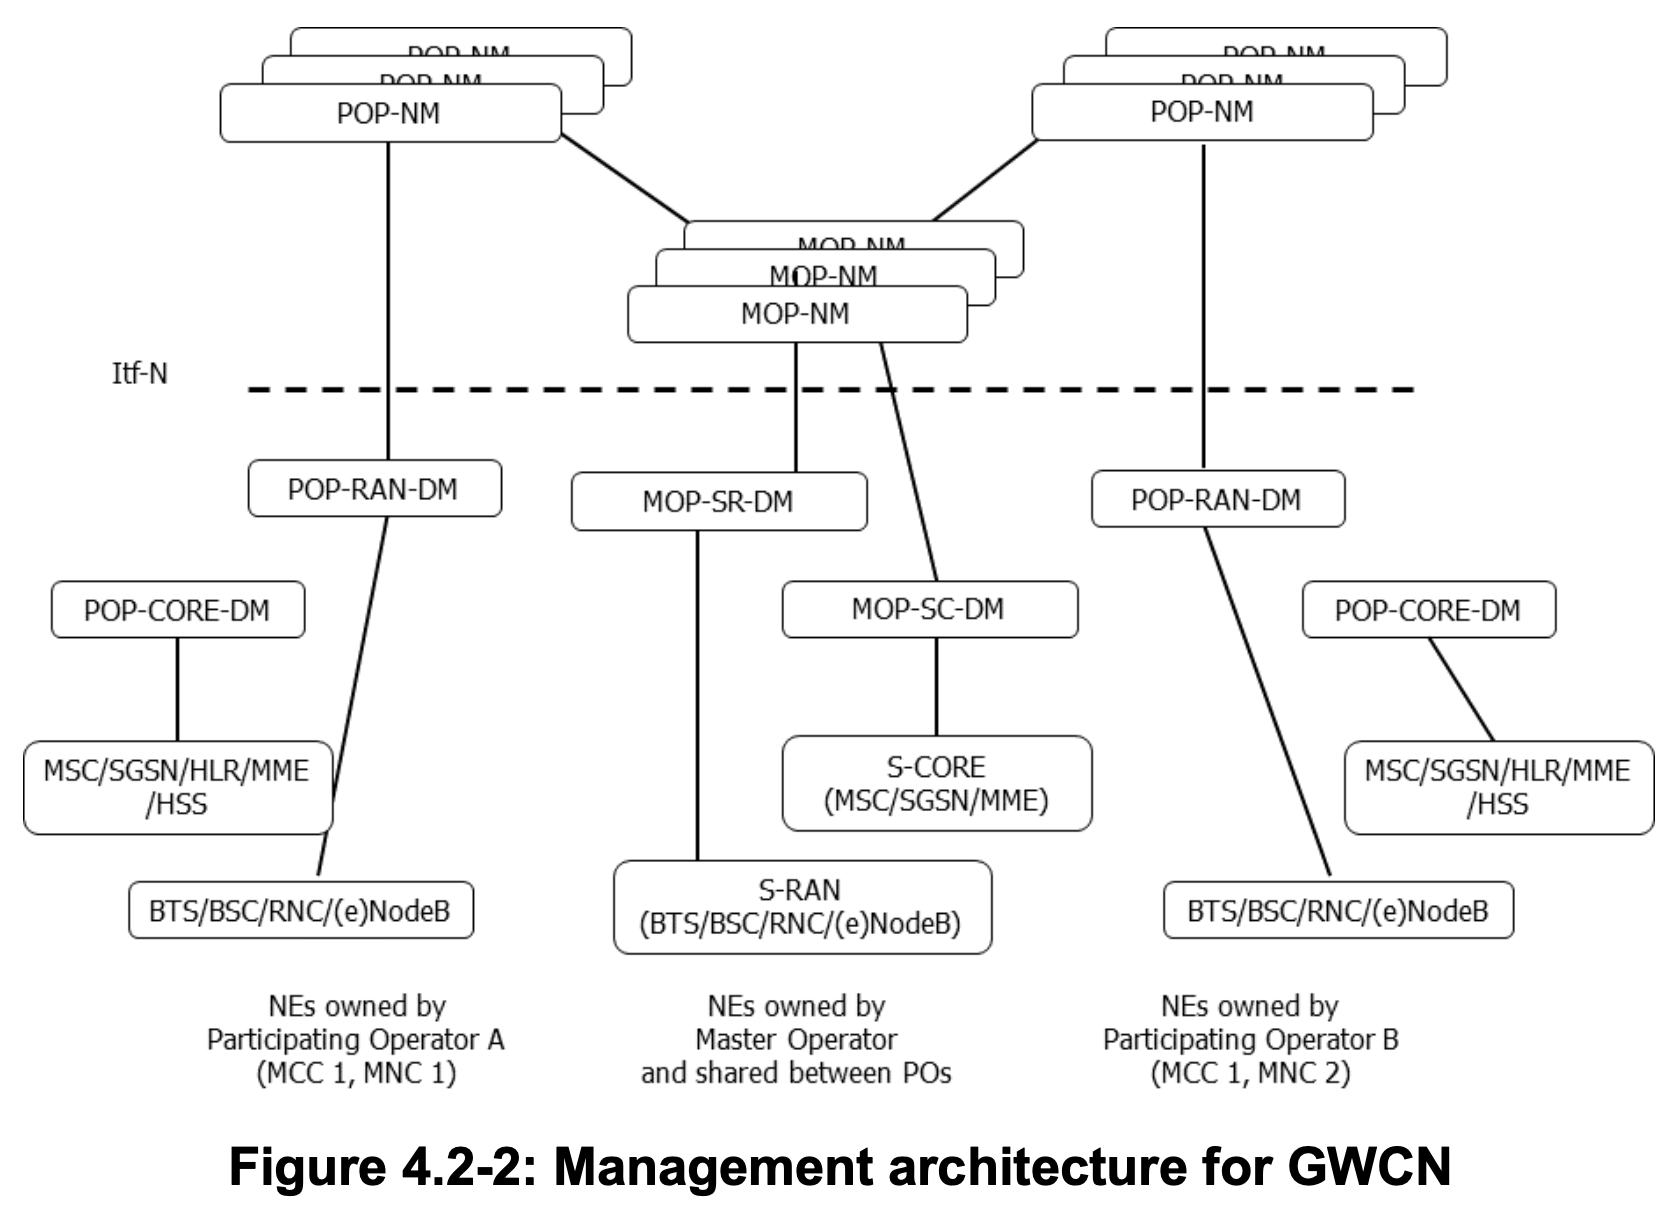 POP-NM
POP-NM
POP-NM
POP-NM
POP-NM
POP-NM
MOP-NM
MOP-NM
MOP-NM
Itf-N
POP-RAN-DM
MOP-SR-DM
POP-RAN-DM
POP-CORE-DM
MOP-SC-DM
POP-CORE-DM
MSC/SGSN/HLR/MME
/HSS
S-CORE
(MSC/SGSN/MME)
MSC/SGSN/HLR/MME
/HSS
BTS/BSC/RNC/(e)NodeB
S-RAN
(BTS/BSC/RNC/(e)NodeB)
BTS/BSC/RNC/(e)NodeB
NEs owned by
Participating Operator A
(MCC 1, MNC 1)
NEs owned by
Master Operator
and shared between POs
NEs owned by
Participating Operator B
(MCC 1, MNC 2)
Figure 4.2-2: Management architecture for GWCN